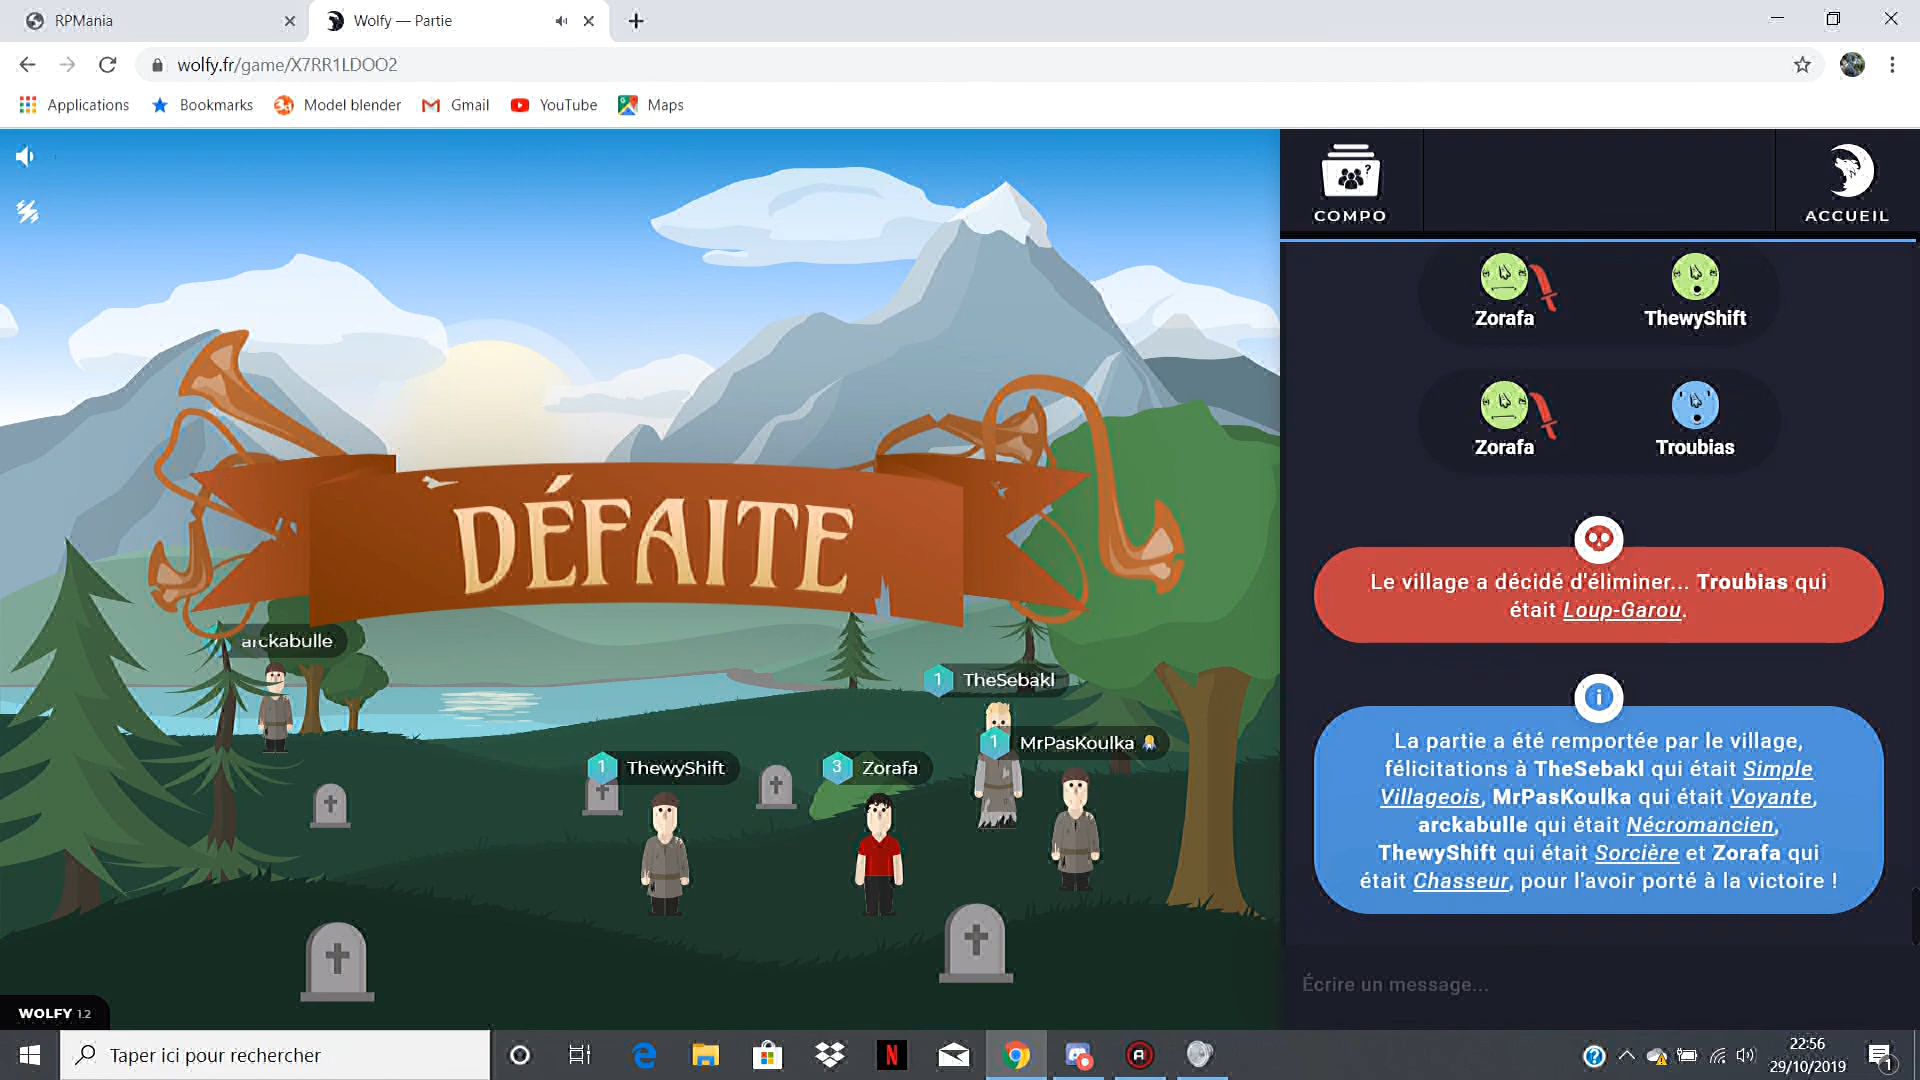 RPMania
Wolfy — Partie
wolfy.fr/game/X7RR1LDOO2
Applications
Bookmarks
Model blender
Gmail
YouTube
Maps
COMPO
ACCUEIL
Zorafa
ThewyShift
Zorafa
Troubias
DÉFAITE
Le village a décidé d'éliminer... Troubias qui
était Loup-Garou.
arckabulle
1 TheSebakl
1 MrPasKoulka
1 ThewyShift
3 Zorafa
La partie a été remportée par le village,
félicitations à TheSebakl qui était Simple
Villageois, MrPasKoulka qui était Voyante,
arckabulle qui était Nécromancien,
ThewyShift qui était Sorcière et Zorafa qui
était Chasseur, pour l'avoir porté à la victoire !
Écrire un message...
WOLFY 1.2
Taper ici pour rechercher
22:56
29/10/2019
1